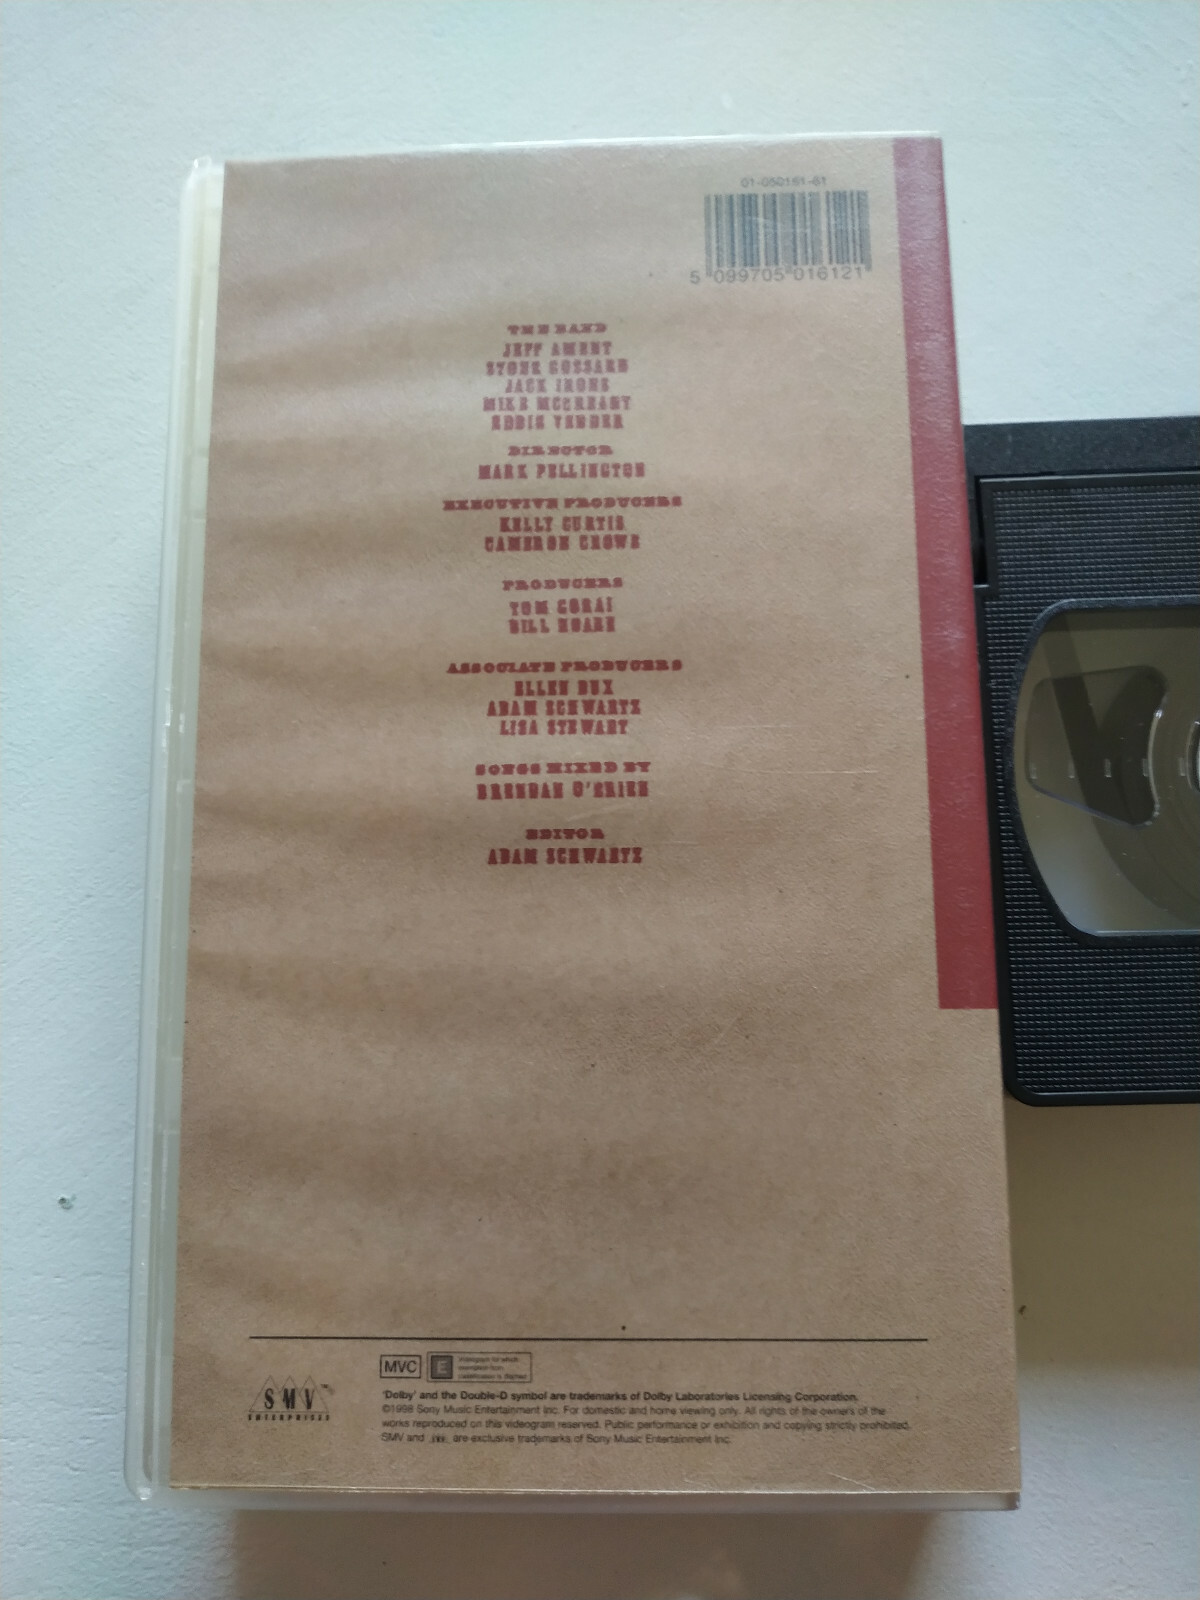 01-050161-61
5 099705 016121
THE BAND
JEFF AMENT
STONE GOSSARD
JACK IRONS
MIKE MCCREADY
EDDIE VEDDER
DIRECTOR
MARK PELLINGTON
EXECUTIVE PRODUCERS
KELLY CURTIS
CAMERON CROWE
PRODUCERS
TOM GORAI
BILL
ASSOCIATE PRODUCERS
ELLEN DUX
ADAM SCHWARTZ
LISA STEWART
SONGS MIXED BY
BRENDAN O'BRIEN
EDITOR
ADAM SCHWARTZ
MVC E
SMV ™
ENTERPRISES
'Dolby' and the Double-D symbol are trademarks of Dolby Laboratories Licensing Corporation.
©1998 Sony Music Entertainment Inc. For domestic and home viewing only. All rights of the owners of the
works reproduced on this videogram reserved. Public performance or exhibition and copying strictly prohibited.
SMV and SMV are exclusive trademarks of Sony Music Entertainment Inc.